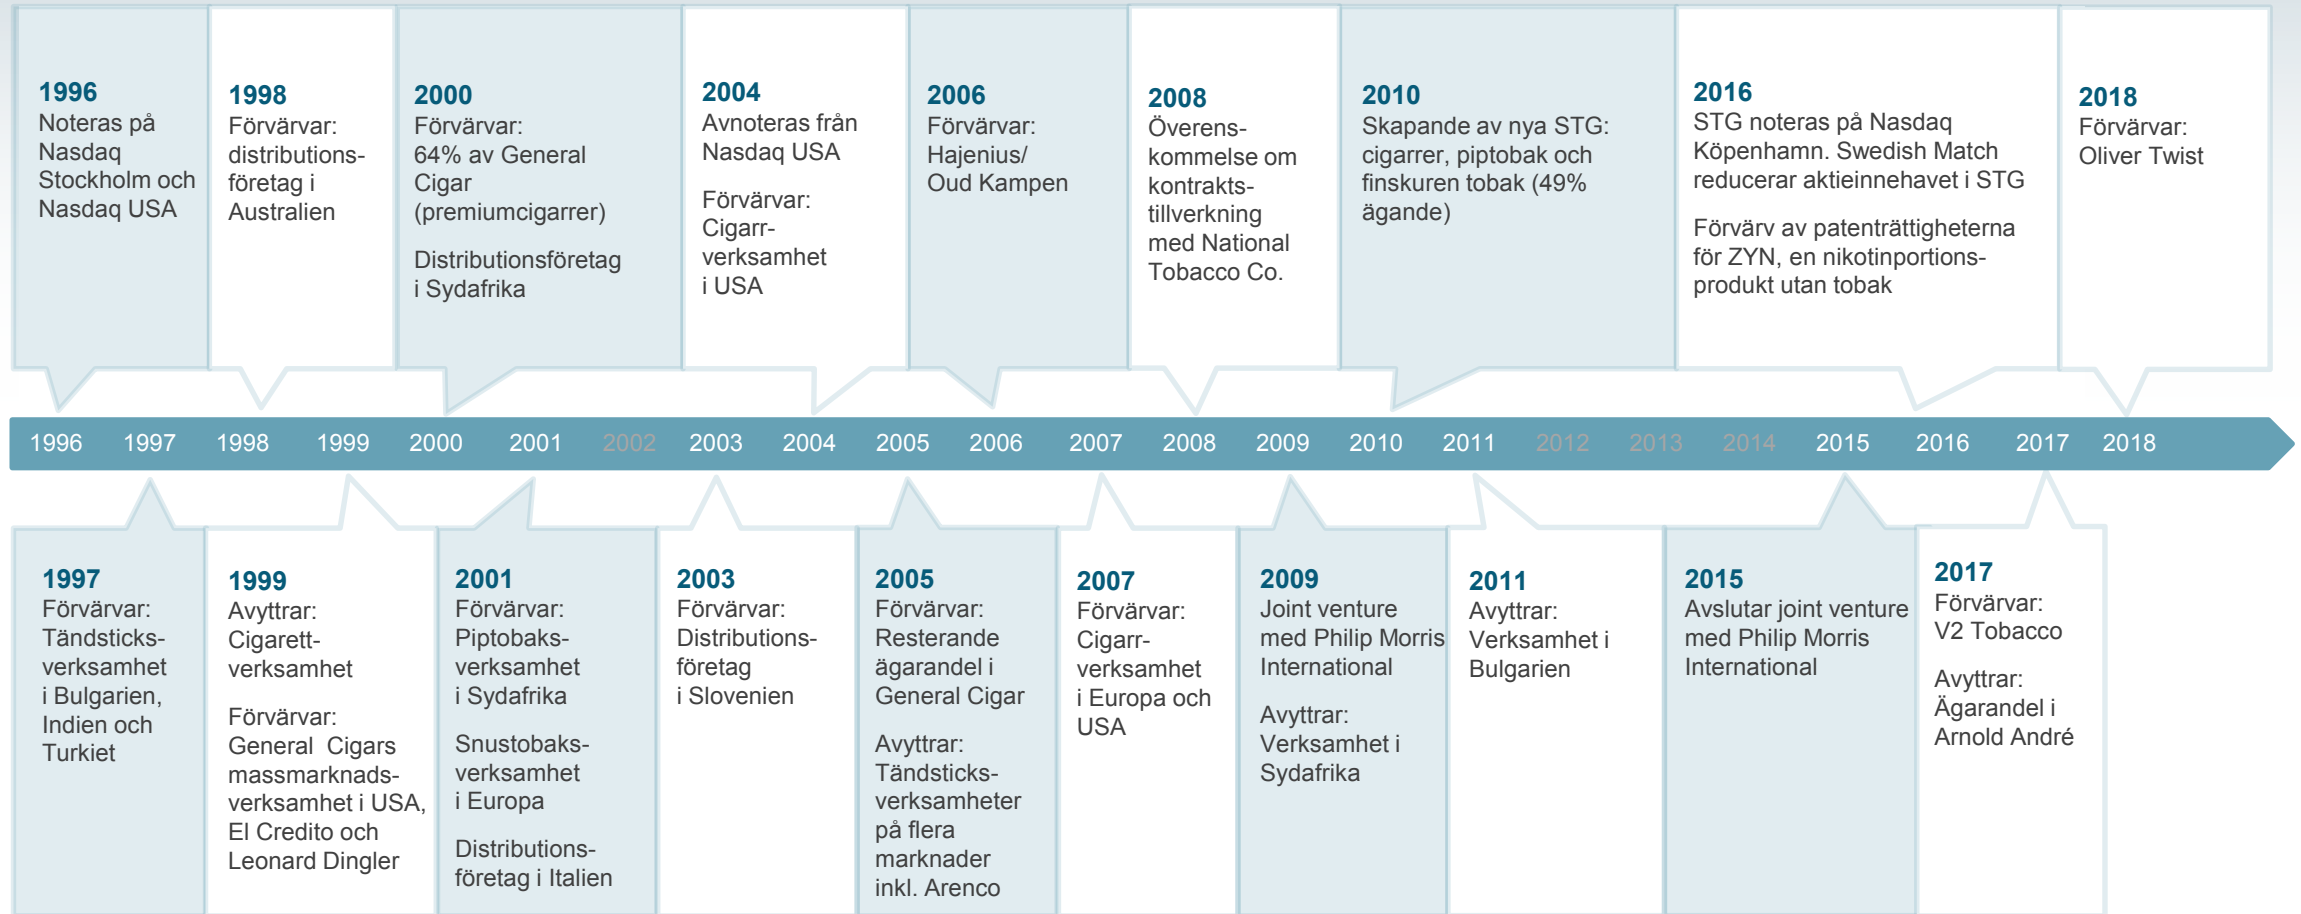 1996
Noteras på
Nasdaq
Stockholm och
Nasdaq USA
1998
Förvärvar:
distributions-
företag i
Australien
2000
Förvärvar:
64% av General
Cigar
(premiumcigarrer)
Distributionsföretag
i Sydafrika
2004
Avnoteras från
Nasdaq USA
Förvärvar:
Cigarr-
verksamhet
i USA
2006
Förvärvar:
Hajenius/
Oud Kampen
2008
Överens-
kommelse om
kontrakts-
tillverkning
med National
Tobacco Co.
2010
Skapande av nya STG:
cigarrer, piptobak och
finskuren tobak (49%
ägande)
2016
STG noteras på Nasdaq
Köpenhamn. Swedish Match
reducerar aktieinnehavet i STG
Förvärv av patenträttigheterna
för ZYN, en nikotinportions-
produkt utan tobak
2018
Förvärvar:
Oliver Twist
1996 1997 1998 1999 2000 2001 2002 2003 2004 2005 2006 2007 2008 2009 2010 2011 2012 2013 2014 2015 2016 2017 2018
1997
Förvärvar:
Tändsticks-
verksamhet
i Bulgarien,
Indien och
Turkiet
1999
Avyttrar:
Cigarett-
verksamhet
Förvärvar:
General Cigars
massmarknads-
verksamhet i USA,
El Credito och
Leonard Dingler
2001
Förvärvar:
Piptobaks-
verksamhet
i Sydafrika
Snustobaks-
verksamhet
i Europa
Distributions-
företag i Italien
2003
Förvärvar:
Distributions-
företag
i Slovenien
2005
Förvärvar:
Resterande
ägarandel i
General Cigar
Avyttrar:
Tändsticks-
verksamheter
på flera
marknader
inkl. Arenco
2007
Förvärvar:
Cigarr-
verksamhet
i Europa och
USA
2009
Joint venture
med Philip Morris
International
Avyttrar:
Verksamhet i
Sydafrika
2011
Avyttrar:
Verksamhet i
Bulgarien
2015
Avslutar joint venture
med Philip Morris
International
2017
Förvärvar:
V2 Tobacco
Avyttrar:
Ägarandel i
Arnold André